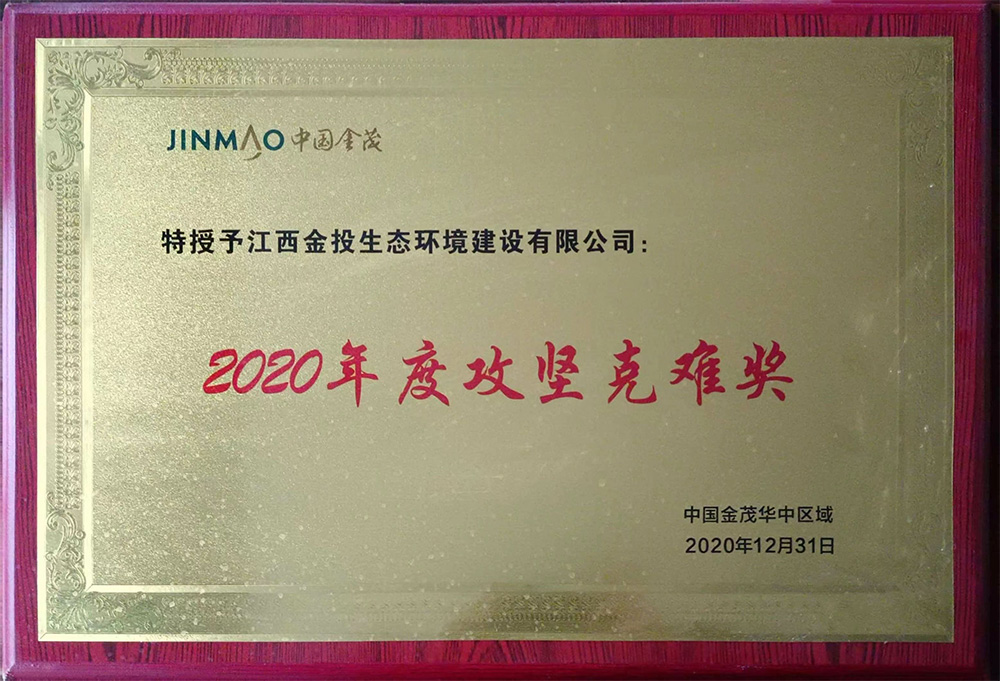 JINMAO 中国金茂
特授予江西金投生态环境建设有限公司：
2020年度攻坚克难奖
中国金茂华中区域
2020年12月31日